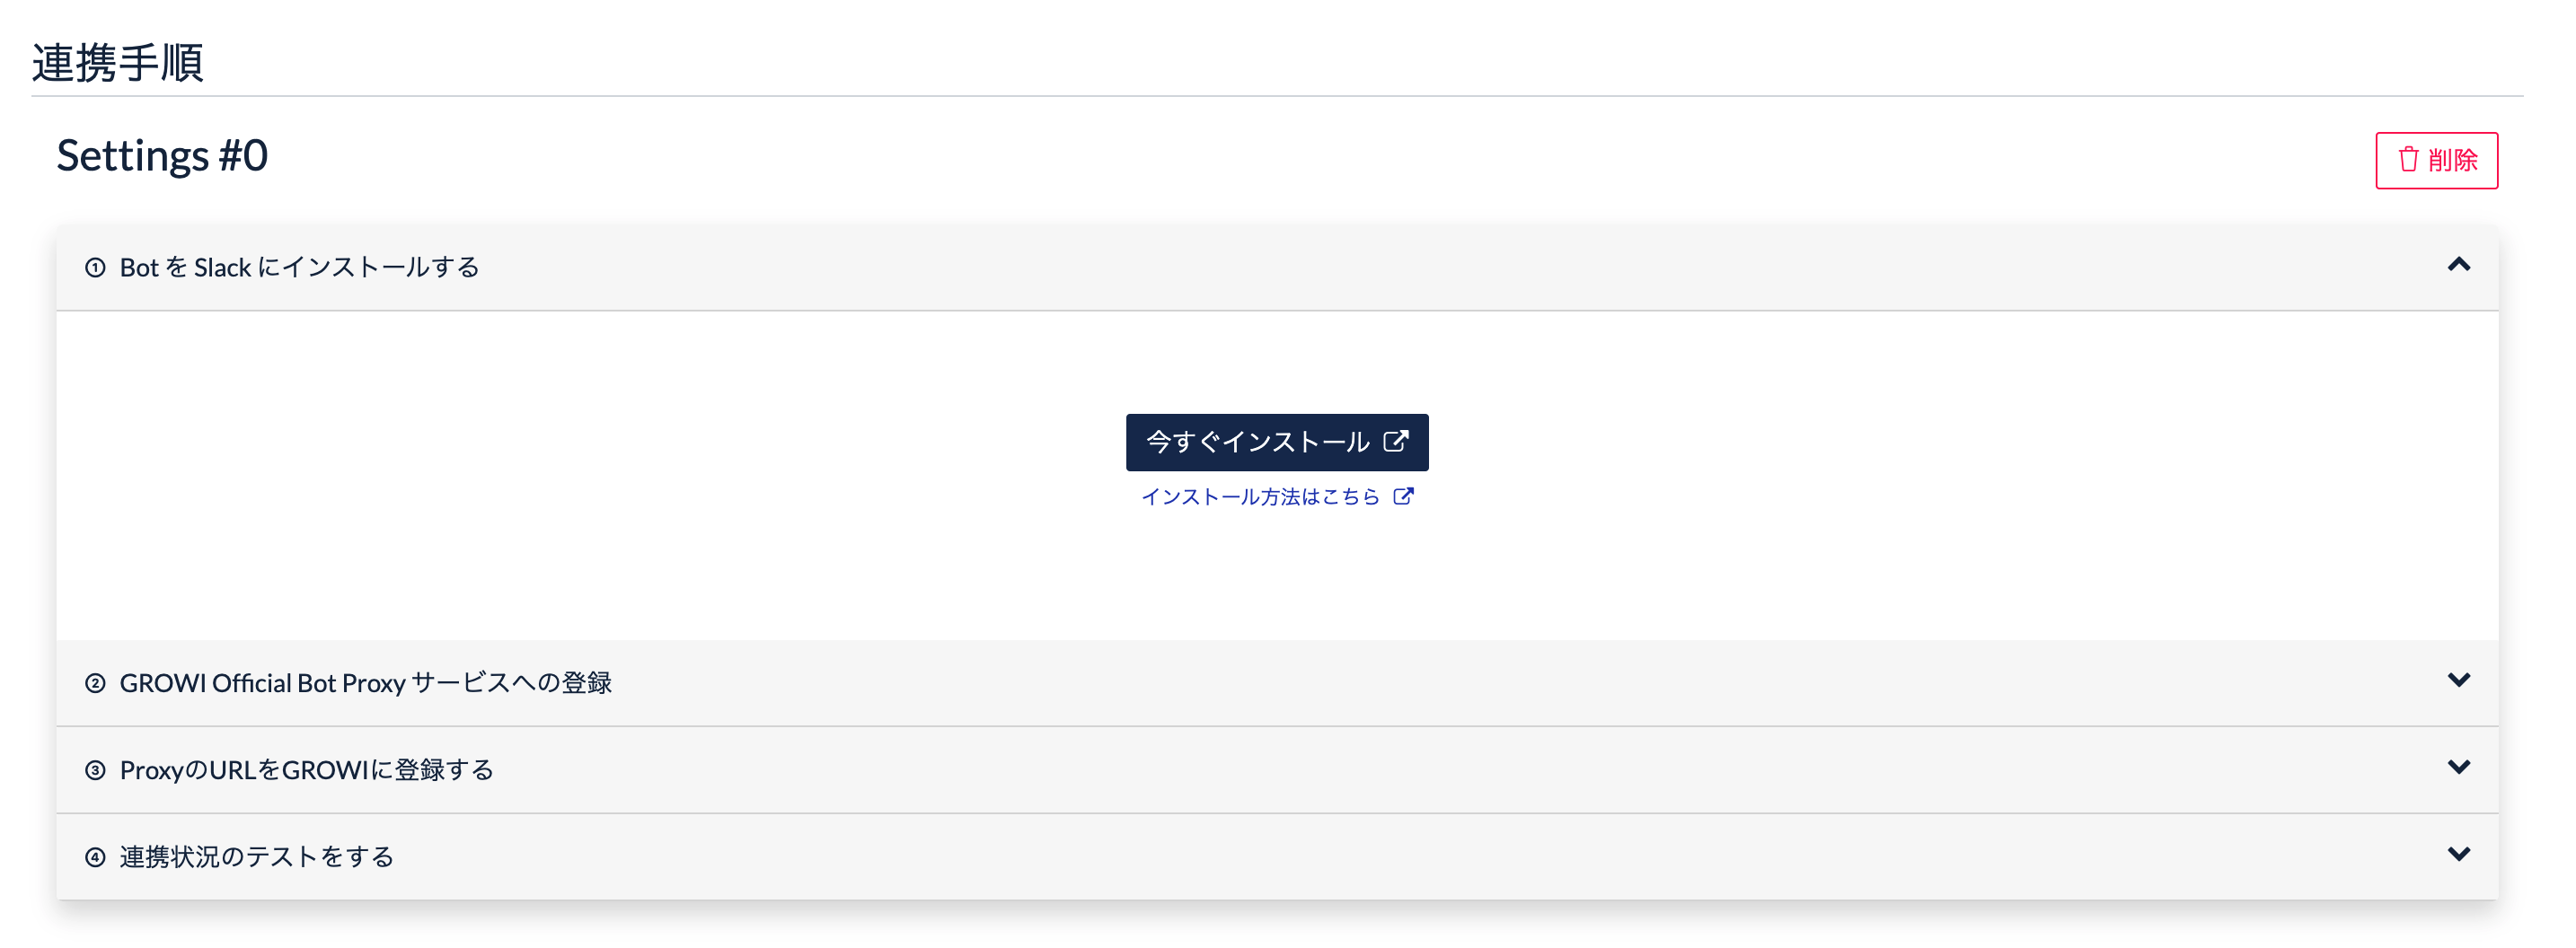 連携手順
Settings #0
削除
① Bot を Slack にインストールする
今すぐインストール
インストール方法はこちら
② GROWI Official Bot Proxy サービスへの登録
③ ProxyのURLをGROWIに登録する
④ 連携状況のテストをする